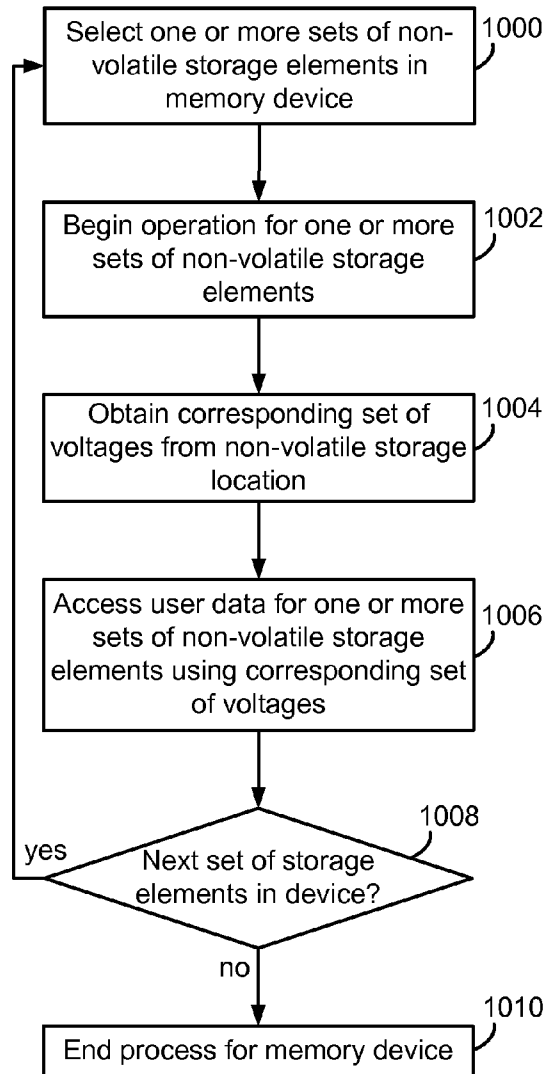 Select one or more sets of non-
volatile storage elements in
memory device
1000
Begin operation for one or more
sets of non-volatile storage
elements
1002
Obtain corresponding set of
voltages from non-volatile storage
location
1004
Access user data for one or more
sets of non-volatile storage
elements using corresponding set
of voltages
1006
Next set of storage
elements in device?
1008
yes
no
End process for memory device
1010